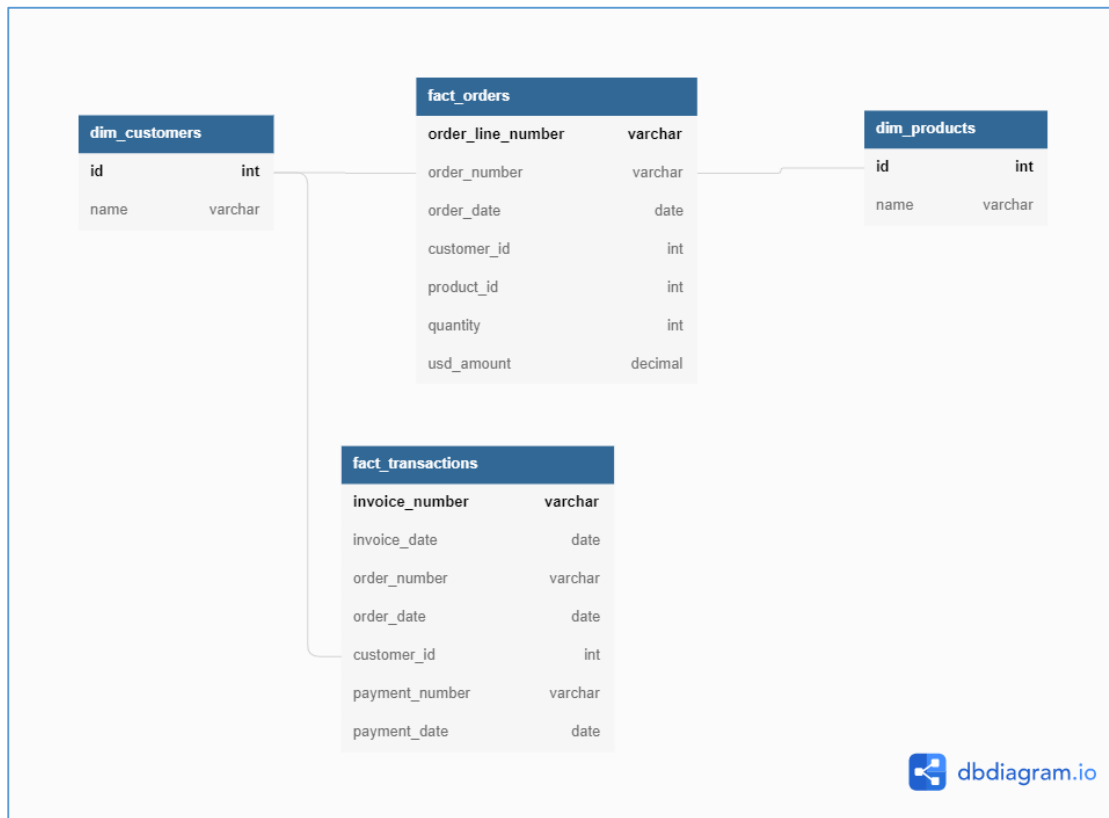 fact_orders
order_line_number varchar
order_number varchar
order_date date
customer_id int
product_id int
quantity int
usd_amount decimal
dim_customers
id int
name varchar
dim_products
id int
name varchar
fact_transactions
invoice_number varchar
invoice_date date
order_number varchar
order_date date
customer_id int
payment_number varchar
payment_date date
dbdiagram.io